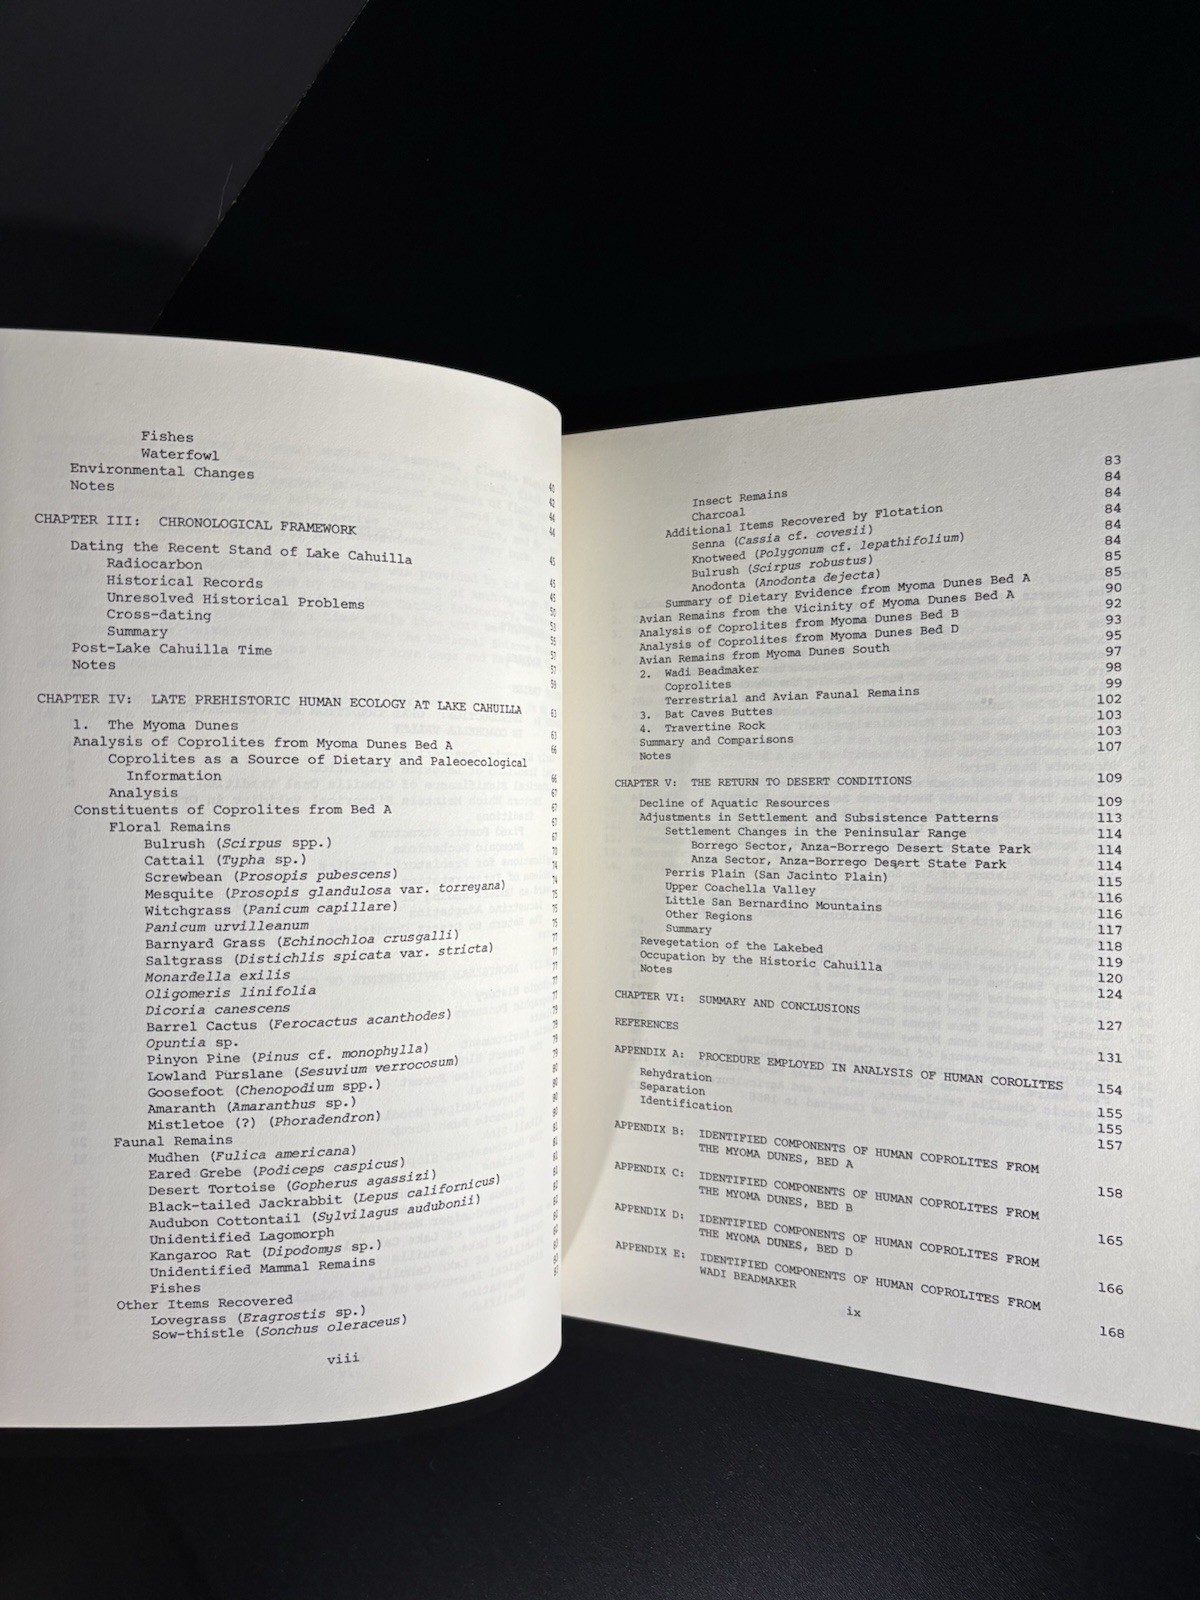 Fishes
Waterfowl
Environmental Changes
Notes
CHAPTER III: CHRONOLOGICAL FRAMEWORK
Dating the Recent Stand of Lake Cahuilla
Radiocarbon
Historical Records
Unresolved Historical Problems
Cross-dating
Summary
Post-Lake Cahuilla Time
Notes
CHAPTER IV: LATE PREHISTORIC HUMAN ECOLOGY AT LAKE CAHUILLA
1. The Myoma Dunes
Analysis of Coprolites from Myoma Dunes Bed A
Coprolites as a Source of Dietary and Paleoecological
Information
Analysis
Constituents of Coprolites from Bed A
Floral Remains
Bulrush (Scirpus spp.)
Cattail (Typha sp.)
Screwbean (Prosopis pubescens)
Mesquite (Prosopis glandulosa var. torreyana)
Witchgrass (Panicum capillare)
Panicum urvilleanum
Barnyard Grass (Echinochloa crusgalli)
Saltgrass (Distichlis spicata var. stricta)
Monardella exilis
Oligomeris linifolia
Dicoria canescens
Barrel Cactus (Ferocactus acanthodes)
Opuntia sp.
Pinyon Pine (Pinus cf. monophylla)
Lowland Purslane (Sesuvium verrocosum)
Goosefoot (Chenopodium spp.)
Amaranth (Amaranthus sp.)
Mistletoe (?) (Phoradendron)
Faunal Remains
Mudhen (Fulica americana)
Eared Grebe (Podiceps caspicus)
Desert Tortoise (Gopherus agassizi)
Black-tailed Jackrabbit (Lepus californicus)
Audubon Cottontail (Sylvilagus audubonii)
Unidentified Lagomorph
Kangaroo Rat (Dipodomys sp.)
Unidentified Mammal Remains
Fishes
Other Items Recovered
Lovegrass (Eragrostis sp.)
Sow-thistle (Sonchus oleraceus)
viii
Insect Remains 83
Charcoal 84
Additional Items Recovered by Flotation 84
Senna (Cassia cf. covesii) 84
Knotweed (Polygonum cf. lepathifolium) 84
Bulrush (Scirpus robustus) 84
Anodonta (Anodonta dejecta) 85
Summary of Dietary Evidence from Myoma Dunes Bed A 85
Avian Remains from the Vicinity of Myoma Dunes Bed A 90
Analysis of Coprolites from Myoma Dunes Bed B 92
Analysis of Coprolites from Myoma Dunes Bed D 93
Avian Remains from Myoma Dunes South 95
2. Wadi Beadmaker 97
Coprolites 98
Terrestrial and Avian Faunal Remains 99
3. Bat Caves Buttes 102
4. Travertine Rock 103
Summary and Comparisons 103
Notes 107
CHAPTER V: THE RETURN TO DESERT CONDITIONS 109
Decline of Aquatic Resources 109
Adjustments in Settlement and Subsistence Patterns 113
Settlement Changes in the Peninsular Range 114
Borrego Sector, Anza-Borrego Desert State Park 114
Anza Sector, Anza-Borrego Desert State Park 114
Perris Plain (San Jacinto Plain) 115
Upper Coachella Valley 116
Little San Bernardino Mountains 116
Other Regions 117
Summary 118
Revegetation of the Lakebed 119
Occupation by the Historic Cahuilla 120
Notes 124
CHAPTER VI: SUMMARY AND CONCLUSIONS 127
REFERENCES 131
APPENDIX A: PROCEDURE EMPLOYED IN ANALYSIS OF HUMAN COROLITES 154
Rehydration 155
Separation 155
Identification 157
APPENDIX B: IDENTIFIED COMPONENTS OF HUMAN COPROLITES FROM
THE MYOMA DUNES, BED A 158
APPENDIX C: IDENTIFIED COMPONENTS OF HUMAN COPROLITES FROM
THE MYOMA DUNES, BED B 165
APPENDIX D: IDENTIFIED COMPONENTS OF HUMAN COPROLITES FROM
THE MYOMA DUNES, BED D 166
APPENDIX E: IDENTIFIED COMPONENTS OF HUMAN COPROLITES FROM
WADI BEADMAKER 168
ix